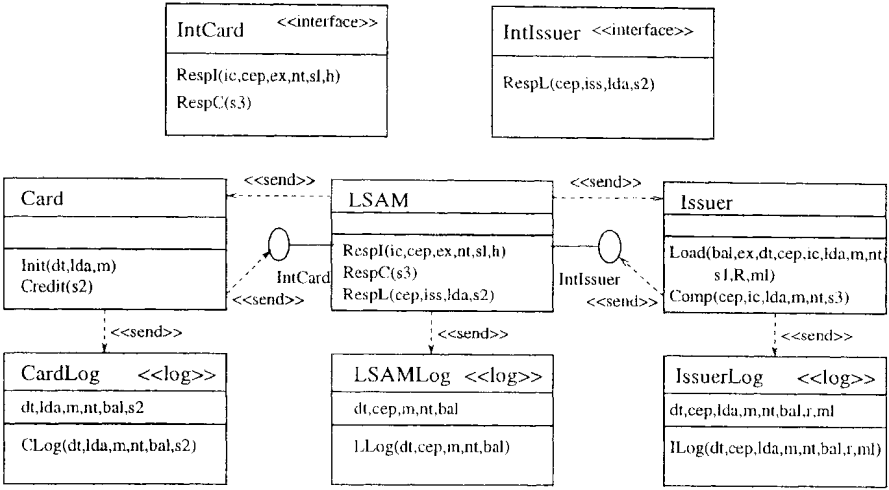 IntCard <<interface>>
RespI(ic,cep,ex,nt,s1,h)
RespC(s3)
IntIssuer <<interface>>
RespL(cep,iss,lda,s2)
<<send>>
<<send>>
Card
Init(dt,lda,m)
Credit(s2)
IntCard
<<send>>
LSAM
RespI(ic,cep,ex,nt,s1,h)
RespC(s3)
RespL(cep,iss,lda,s2)
IntIssuer
<<send>>
Issuer
Load(bal,ex,dt,cep,ic,lda,m,nt,
s1,R,ml)
Comp(cep,ic,lda,m,nt,s3)
<<send>>
<<send>>
<<send>>
CardLog <<log>>
dt,lda,m,nt,bal,s2
CLog(dt,lda,m,nt,bal,s2)
LSAMLog <<log>>
dt,cep,m,nt,bal
LLog(dt,cep,m,nt,bal)
IssuerLog <<log>>
dt,cep,lda,m,nt,bal,r,ml
ILog(dt,cep,lda,m,nt,bal,r,ml)